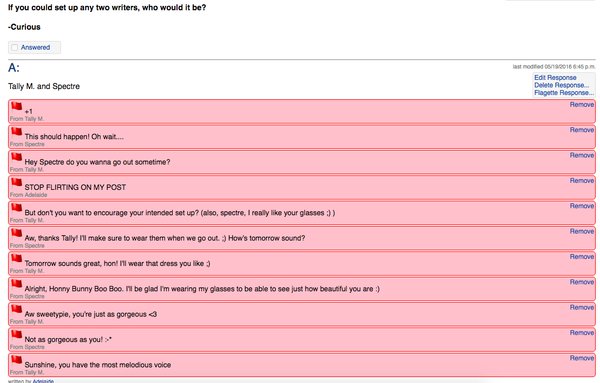 If you could set up any two writers, who would it be?
-Curious
Answered
A:
last modified 05/19/2016 6:45 p.m.
Edit Response
Delete Response...
Flagette Response...
Tally M. and Spectre
Remove
+1
From Tally M.
Remove
This should happen! Oh wait....
From Spectre
Remove
Hey Spectre do you wanna go out sometime?
From Tally M.
Remove
STOP FLIRTING ON MY POST
From Adelaide
Remove
But don't you want to encourage your intended set up? (also, spectre, I really like your glasses ;) )
From Tally M.
Remove
Aw, thanks Tally! I'll make sure to wear them when we go out. ;) How's tomorrow sound?
From Spectre
Remove
Tomorrow sounds great, hon! I'll wear that dress you like ;)
From Tally M.
Remove
Alright, Honny Bunny Boo Boo. I'll be glad I'm wearing my glasses to be able to see just how beautiful you are :)
From Spectre
Remove
Aw sweetypie, you're just as gorgeous <3
From Tally M.
Remove
Not as gorgeous as you! :-*
From Spectre
Remove
Sunshine, you have the most melodious voice
From Tally M.
written by Adelaide